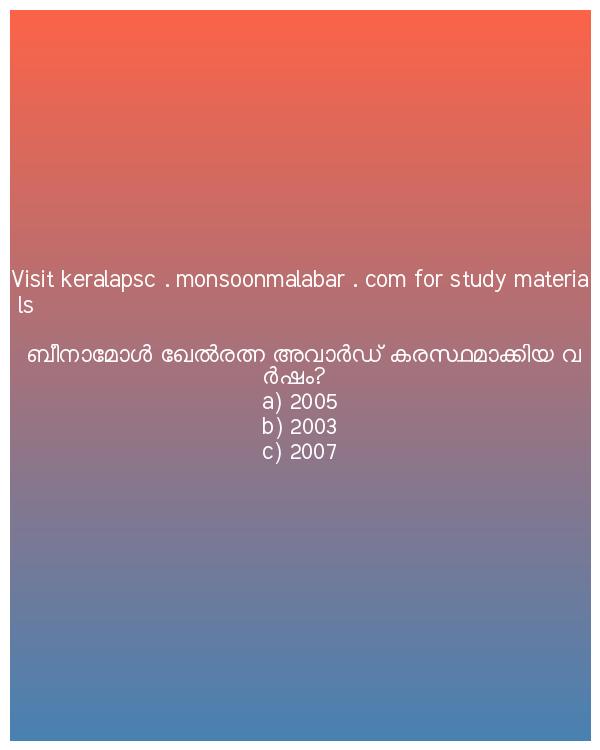 Visit keralapsc . monsoonmalabar . com for study materia
ls
ബീനാമോൾ ഖേൽരത്ന അവാർഡ് കരസ്ഥമാക്കിയ വ
ർഷം?
a) 2005
b) 2003
c) 2007